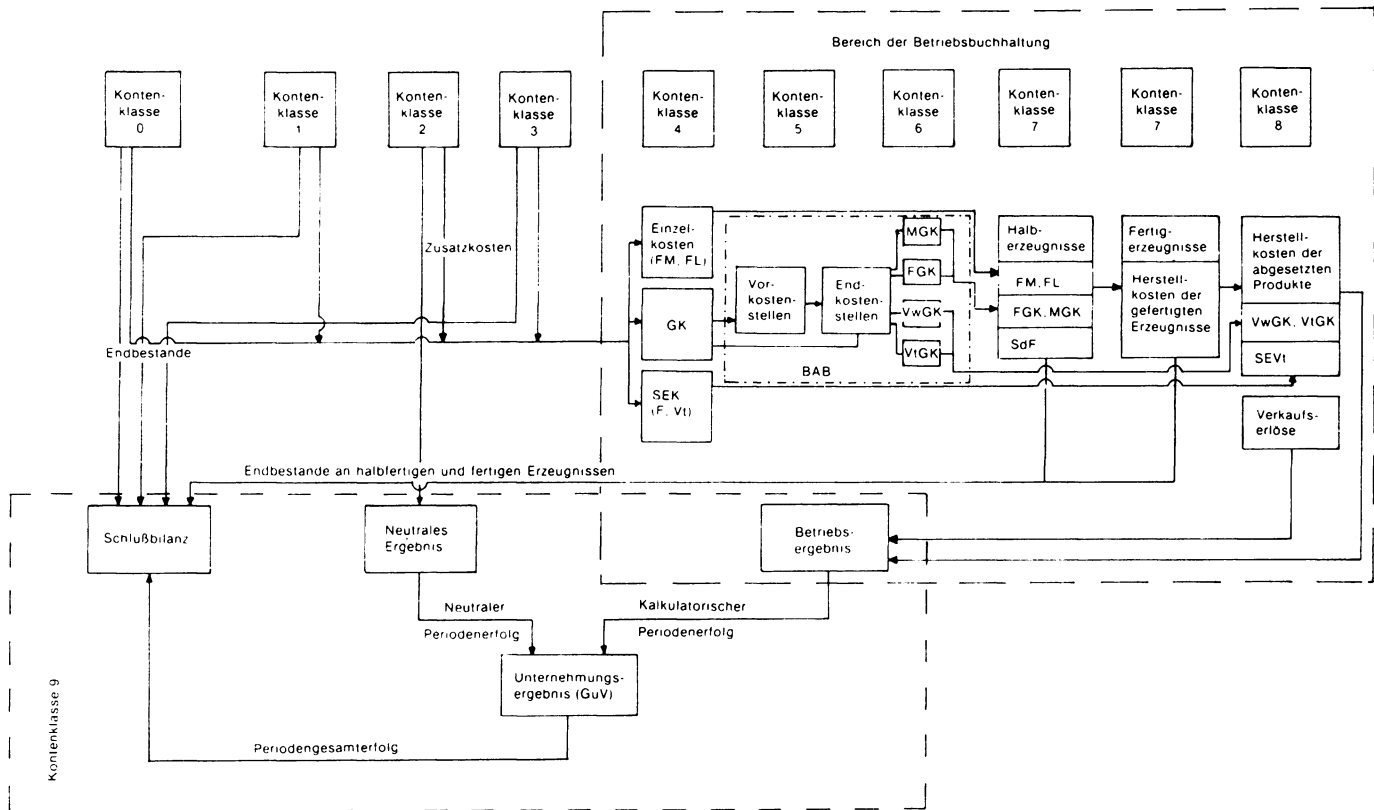 Bereich der Betriebsbuchhaltung
Konten-
klasse
0
Konten-
klasse
1
Konten-
klasse
2
Konten-
klasse
3
Konten-
klasse
4
Konten-
klasse
5
Konten-
klasse
6
Konten-
klasse
7
Konten-
klasse
7
Konten-
klasse
8
Zusatzkosten
Endbestande
Einzel-
kosten
(FM, FL)
GK
SEK
(F, Vt)
Vor-
kosten-
stellen
End-
kosten-
stellen
MGK
FGK
VwGK
VtGK
BAB
Halb-
erzeugnisse
FM, FL
FGK, MGK
SdF
Fertig-
erzeugnisse
Herstell-
kosten der
gefertigten
Erzeugnisse
Herstell-
kosten der
abgesetzten
Produkte
VwGK, VtGK
SEVt
Verkaufs-
erlöse
Endbestande an halbfertigen und fertigen Erzeugnissen
Schlußbilanz
Neutrales
Ergebnis
Betriebs-
ergebnis
Neutraler
Periodenerfolg
Kalkulatorischer
Periodenerfolg
Unternehmungs-
ergebnis (GuV)
Periodengesamterfolg
Kontenklasse 9